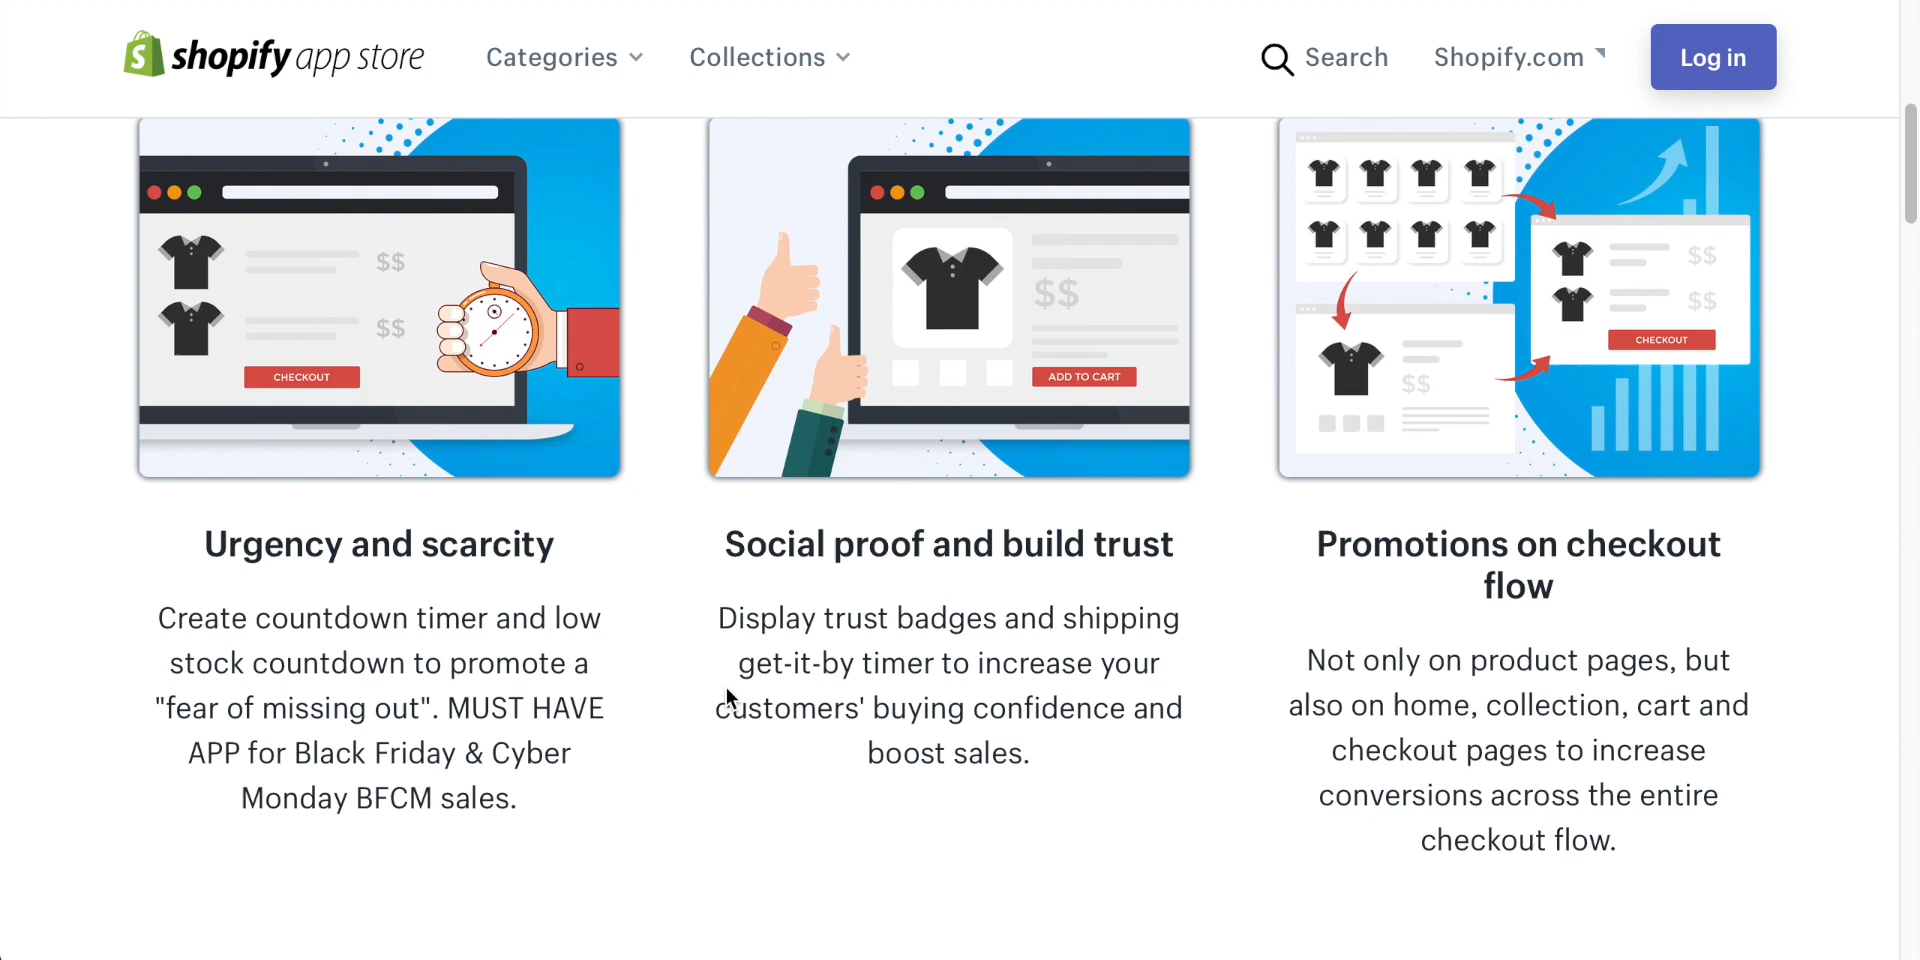 shopify app store
Categories
Collections
Search
Shopify.com
Log in
$$
$$
CHECKOUT
$$
ADD TO CART
$$
$$
CHECKOUT
$$
Urgency and scarcity
Create countdown timer and low
stock countdown to promote a
"fear of missing out". MUST HAVE
APP for Black Friday & Cyber
Monday BFCM sales.
Social proof and build trust
Display trust badges and shipping
get-it-by timer to increase your
customers' buying confidence and
boost sales.
Promotions on checkout
flow
Not only on product pages, but
also on home, collection, cart and
checkout pages to increase
conversions across the entire
checkout flow.